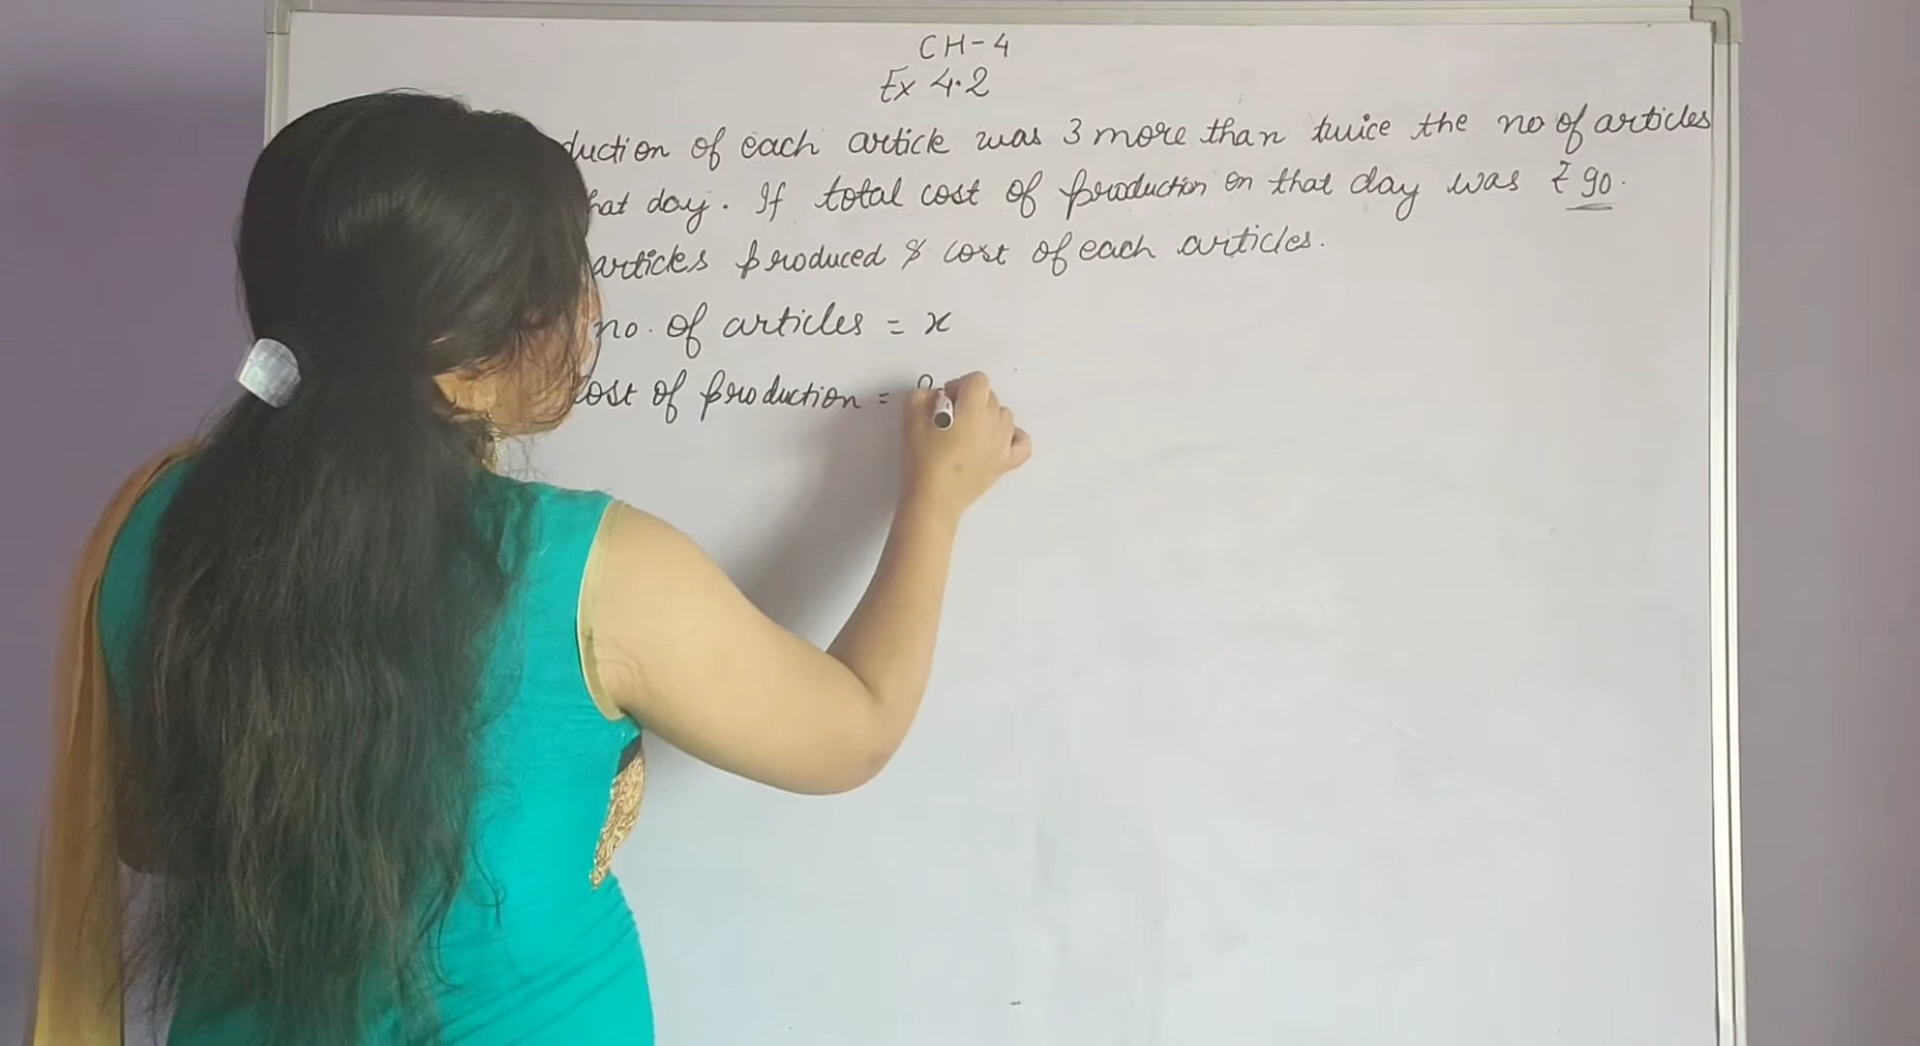 CH-4
Ex 4.2
duction of each article was 3 more than twice the no of articles
hat day. If total cost of production on that day was ₹ 90.
articles produced & cost of each articles.
no. of articles = x
cost of production =